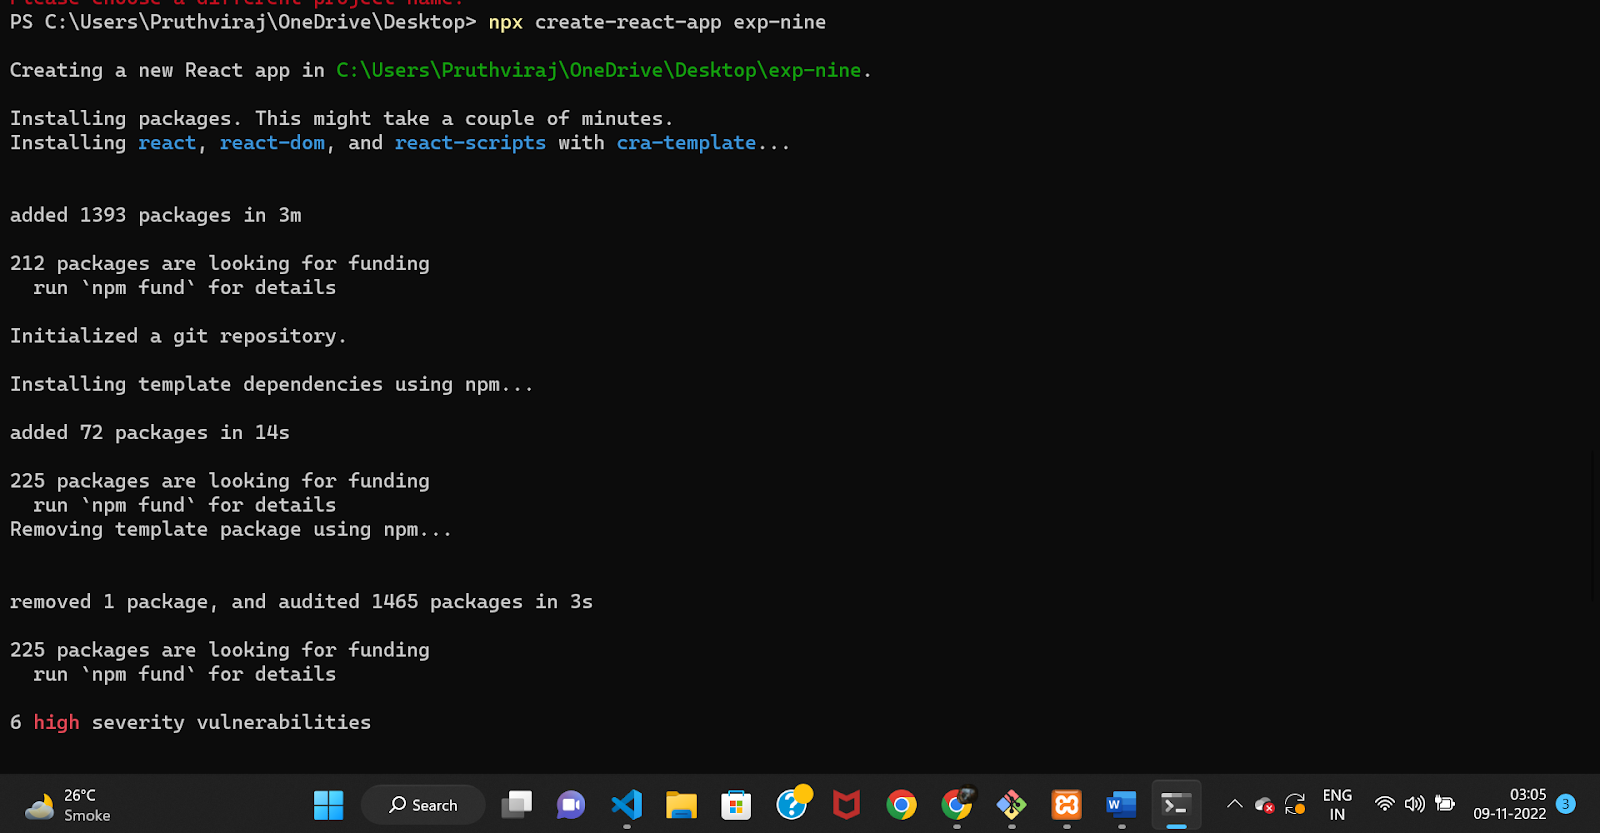 Please choose a different project name.
PS C:\Users\Pruthviraj\OneDrive\Desktop> npx create-react-app exp-nine
Creating a new React app in C:\Users\Pruthviraj\OneDrive\Desktop\exp-nine.
Installing packages. This might take a couple of minutes.
Installing react, react-dom, and react-scripts with cra-template...
added 1393 packages in 3m
212 packages are looking for funding
  run `npm fund` for details
Initialized a git repository.
Installing template dependencies using npm...
added 72 packages in 14s
225 packages are looking for funding
  run `npm fund` for details
Removing template package using npm...
removed 1 package, and audited 1465 packages in 3s
225 packages are looking for funding
  run `npm fund` for details
6 high severity vulnerabilities
26°C
Smoke
Search
ENG
IN
03:05
09-11-2022
3